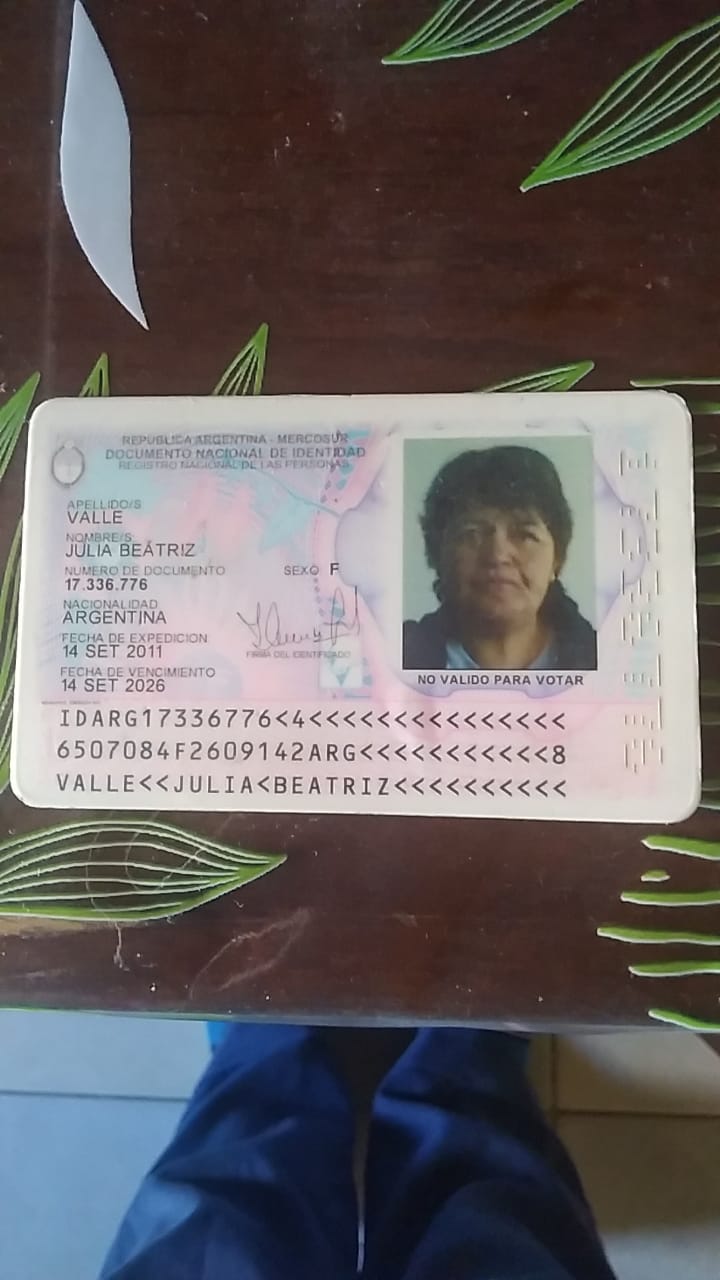 REPUBLICA ARGENTINA - MERCOSUR
DOCUMENTO NACIONAL DE IDENTIDAD
REGISTRO NACIONAL DE LAS PERSONAS
APELLIDO/S
VALLE
NOMBRE/S
JULIA BEATRIZ
NUMERO DE DOCUMENTO SEXO F
17.336.776
NACIONALIDAD
ARGENTINA
FECHA DE EXPEDICION
14 SET 2011
FIRMA DEL IDENTIFICADO
FECHA DE VENCIMIENTO
14 SET 2026
NO VALIDO PARA VOTAR
IDARG17336776<4<<<<<<<<<<<<<<<
6507084F2609142ARG<<<<<<<<<<<8
VALLE<<JULIA<BEATRIZ<<<<<<<<<<